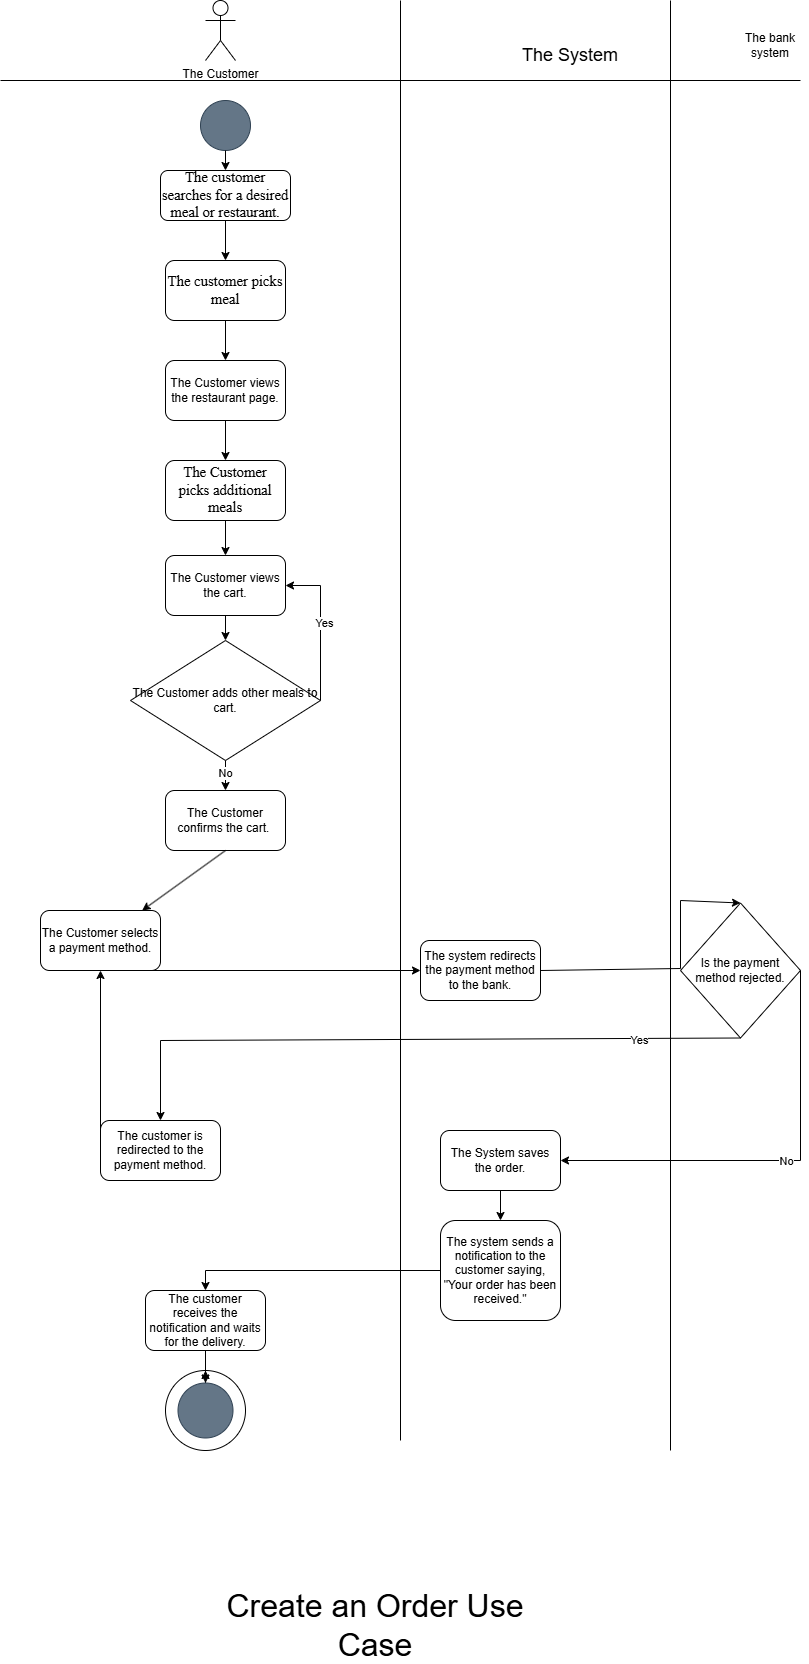 The Customer
The System
The bank
system
The customer
searches for a desired
meal or restaurant.
The customer picks
meal
The Customer views
the restaurant page.
The Customer
picks additional
meals
The Customer views
the cart.
Yes
The Customer adds other meals to
cart.
No
The Customer
confirms the cart.
The Customer selects
a payment method.
The system redirects
the payment method
to the bank.
Is the payment
method rejected.
Yes
The customer is
redirected to the
payment method.
The System saves
the order.
No
The system sends a
notification to the
customer saying,
"Your order has been
received."
The customer
receives the
notification and waits
for the delivery.
Create an Order Use
Case